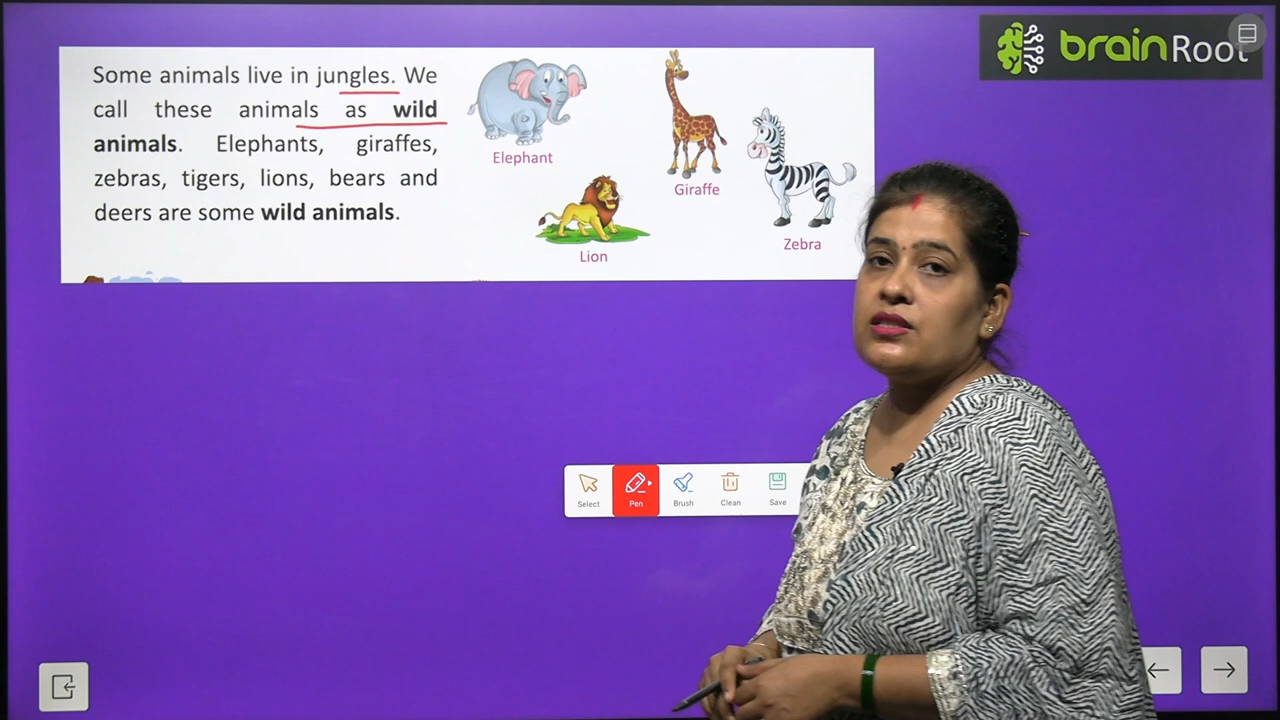 brainRoot
Some animals live in jungles. We
call these animals as wild
animals. Elephants, giraffes,
zebras, tigers, lions, bears and
deers are some wild animals.
Elephant
Giraffe
Zebra
Lion
Select
Pen
Brush
Clean
Save